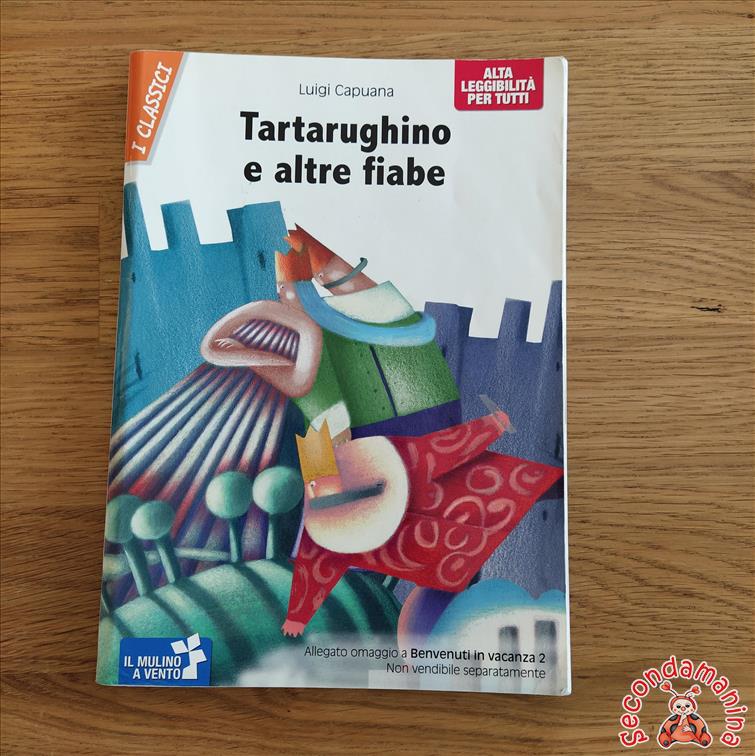 I CLASSICI
Luigi Capuana
ALTA
LEGGIBILITÀ
PER TUTTI
Tartarughino
e altre fiabe
Allegato omaggio a Benvenuti in vacanza 2
Non vendibile separatamente
IL MULINO
A VENTO
secondamanina